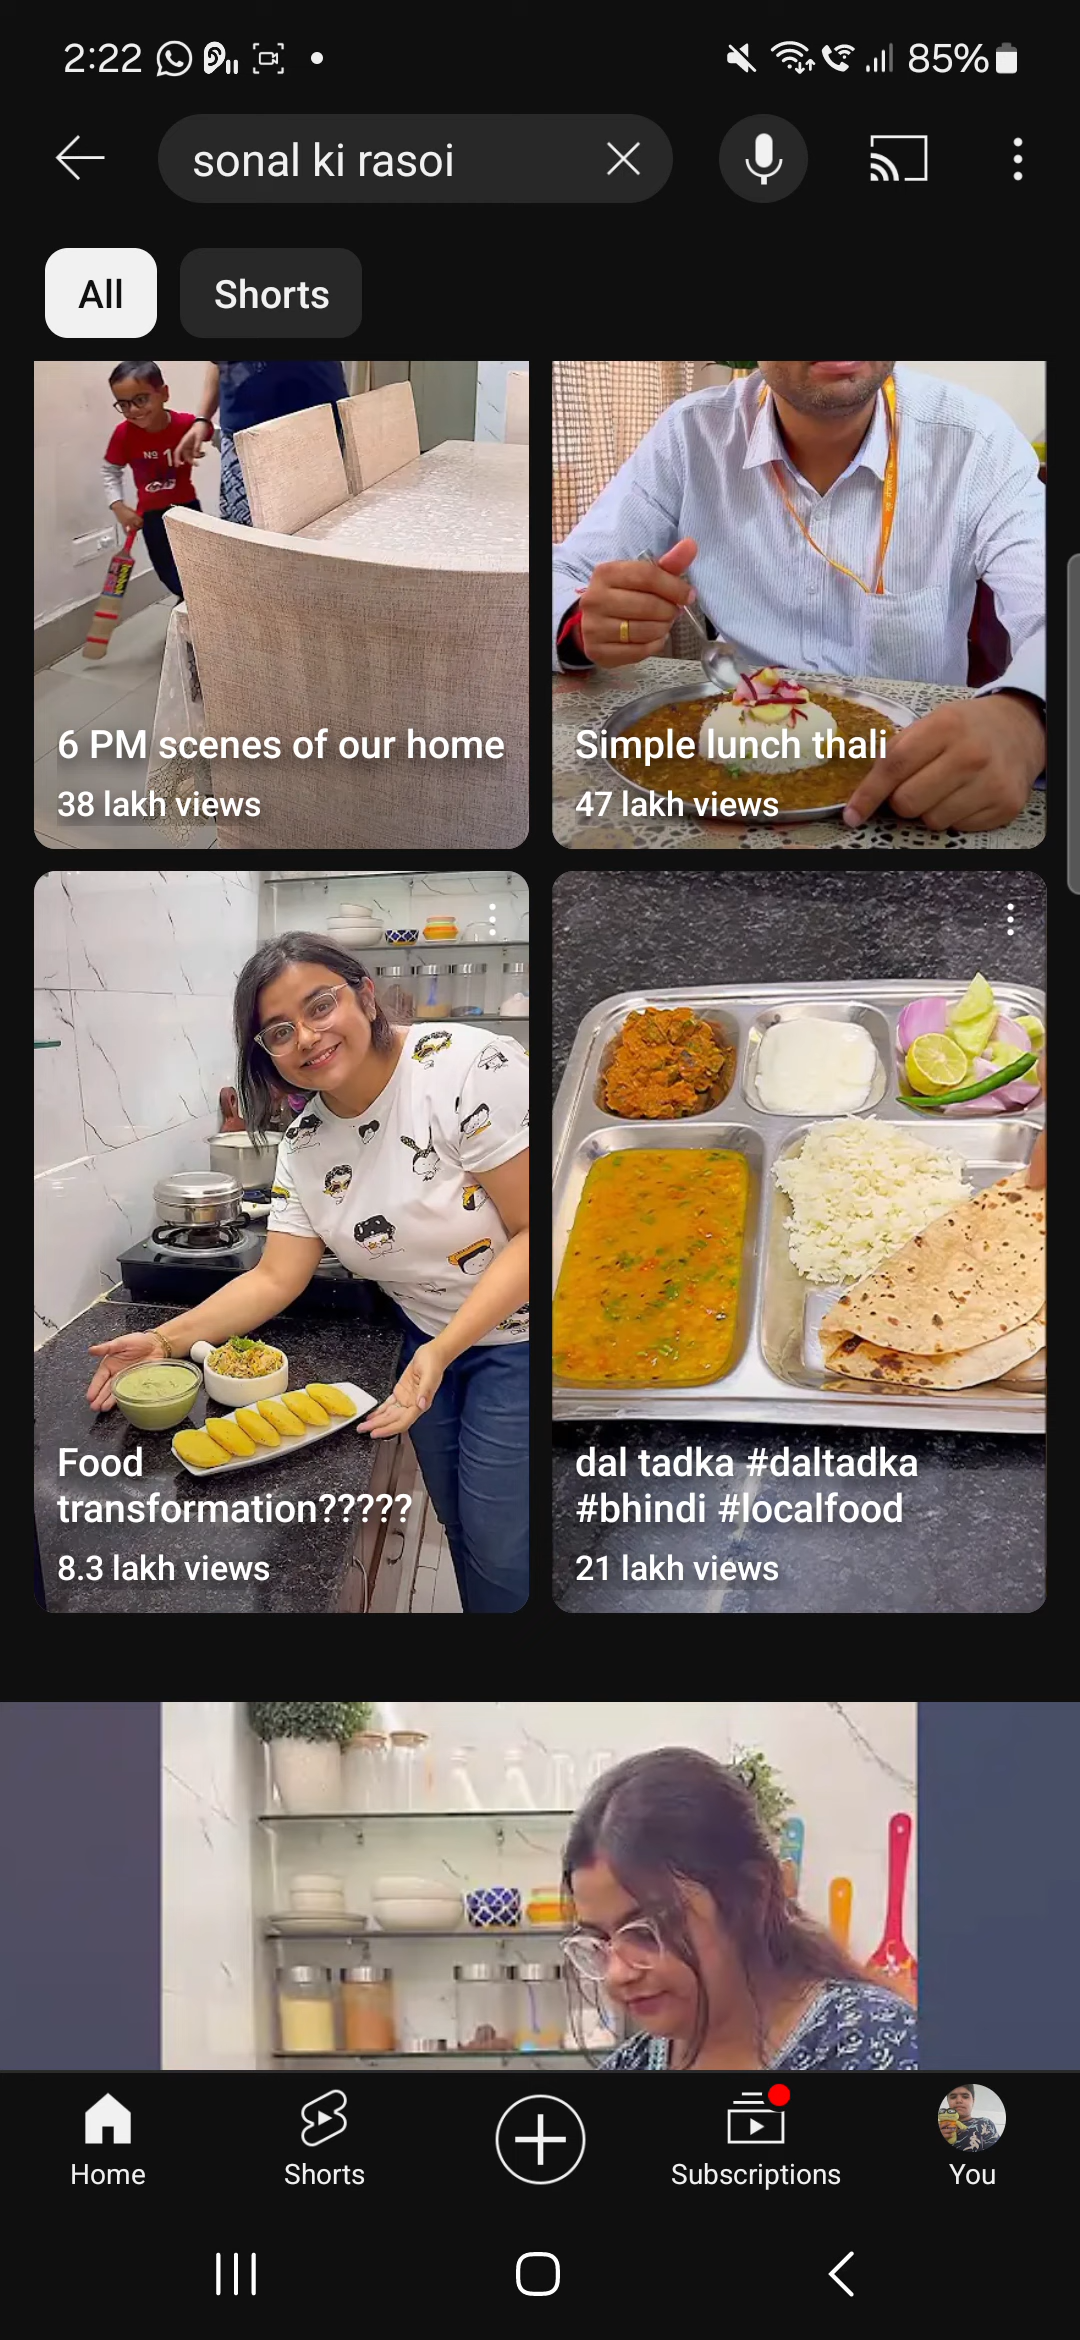 2:22
85%
sonal ki rasoi
All
Shorts
Nº 1
6 PM scenes of our home
38 lakh views
Simple lunch thali
47 lakh views
Food
transformation?????
8.3 lakh views
dal tadka #daltadka
#bhindi #localfood
21 lakh views
Home
Shorts
Subscriptions
You